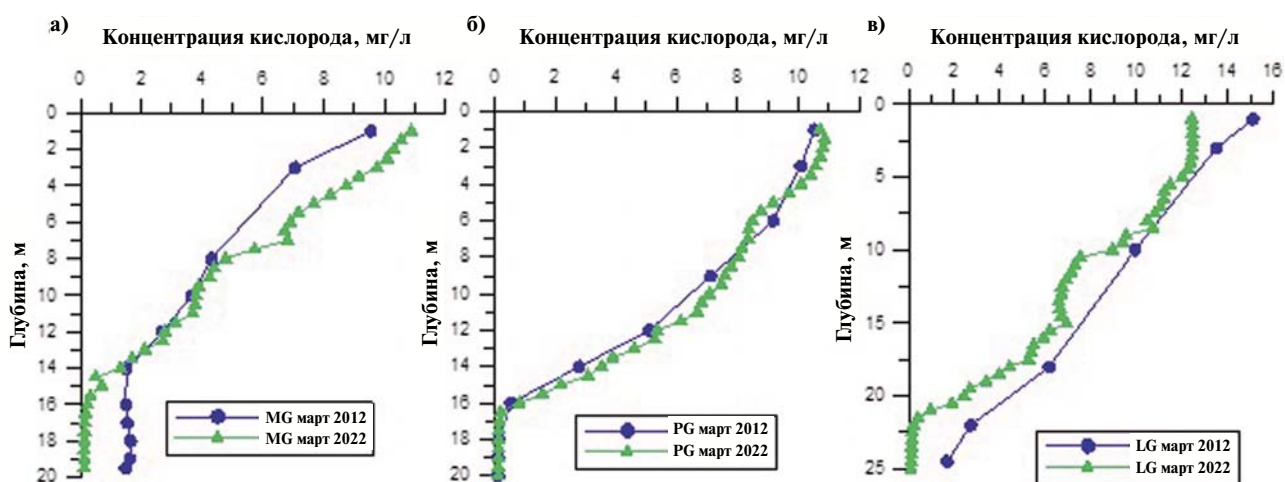 а)
Концентрация кислорода, мг/л
0 2 4 6 8 10 12
0
2
4
6
8
10
12
14
16
18
20
Глубина, м
MG март 2012
MG март 2022
б)
Концентрация кислорода, мг/л
0 2 4 6 8 10 12
0
2
4
6
8
10
12
14
16
18
20
Глубина, м
PG март 2012
PG март 2022
в)
Концентрация кислорода, мг/л
0 2 4 6 8 10 12 14 16
0
5
10
15
20
25
Глубина, м
LG март 2012
LG март 2022